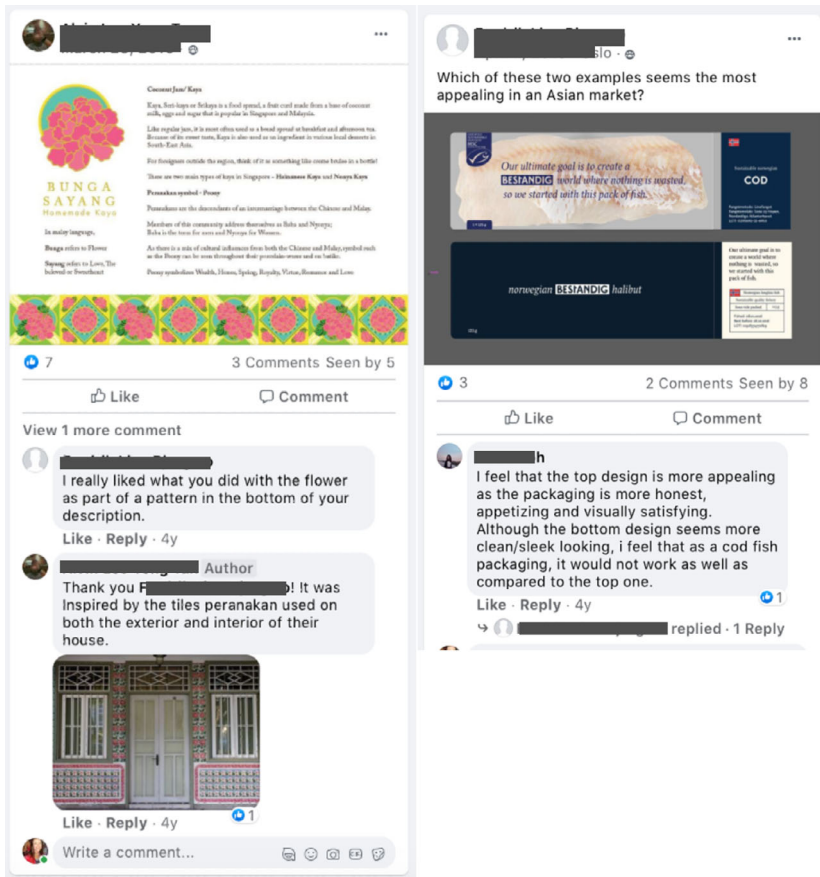 Coconut Jam/ Kaya
Kaya, Seri-kaya or Srikaya is a food spread, a fruit curd made from a base of coconut
milk, eggs and sugar that is popular in Singapore and Malaysia.
Like regular jam, it is most often used as a bread spread at breakfast and afternoon tea.
Because of its sweet taste, Kaya is also used as an ingredient in various local desserts in
South-East Asia.
For foreigners outside the region, think of it as something like creme brulee in a bottle!
There are two main types of kaya in Singapore - Hainanese Kaya and Nonya Kaya
BUNGA
SAYANG
Homemade Kaya
In malay language,
Bunga refers to Flower
Sayang refers to Love, The
beloved or Sweetheart
Peranakan symbol - Peony
Peranakans are the descendants of an intermarriage between the Chinese and Malay.
Members of this community address themselves as Baba and Nyonya;
Baba is the term for men and Nyonya for Women.
As there is a mix of cultural influences from both the Chinese and Malay, symbol such
as the Peony can be seen throughout their porcelain-wares and on batiks.
Peony symbolises Wealth, Honor, Spring, Royalty, Virtue, Romance and Love
7
3 Comments Seen by 5
Like Comment
View 1 more comment
I really liked what you did with the flower
as part of a pattern in the bottom of your
description.
Like · Reply · 4y
Author
Thank you F ! It was
Inspired by the tiles peranakan used on
both the exterior and interior of their
house.
1
Like · Reply · 4y
Write a comment...
slo ·
Which of these two examples seems the most
appealing in an Asian market?
Our ultimate goal is to create a
BESTANDIG world where nothing is wasted,
so we started with this pack of fish.
Sustainable norwegian
COD
norwegian BESTANDIG halibut
Our ultimate goal is to
create a world where
nothing is wasted, so
we started with this
pack of fish.
3
2 Comments Seen by 8
Like Comment
h
I feel that the top design is more appealing
as the packaging is more honest,
appetizing and visually satisfying.
Although the bottom design seems more
clean/sleek looking, i feel that as a cod fish
packaging, it would not work as well as
compared to the top one.
1
Like · Reply · 4y
replied · 1 Reply